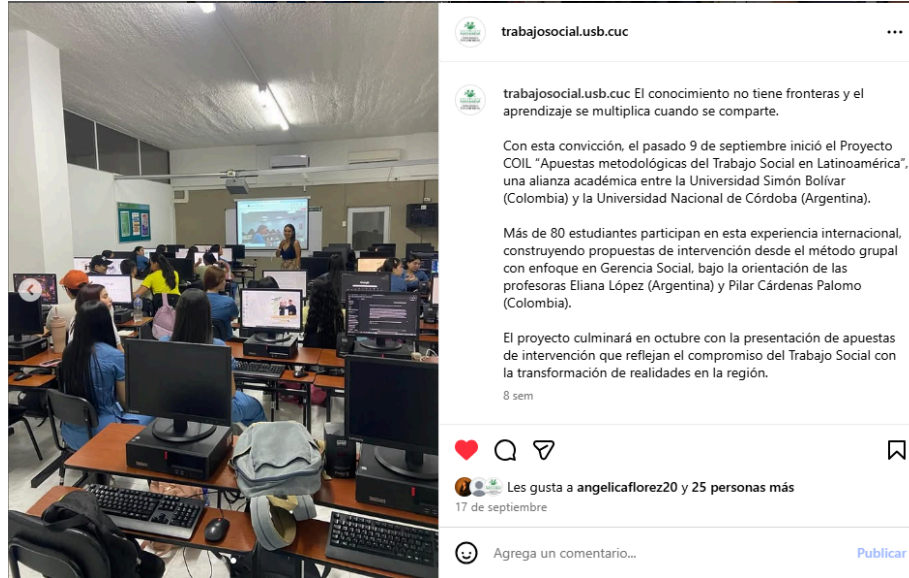 trabajosocial.usb.cuc
trabajosocial.usb.cuc El conocimiento no tiene fronteras y el
aprendizaje se multiplica cuando se comparte.
Con esta convicción, el pasado 9 de septiembre inició el Proyecto
COIL “Apuestas metodológicas del Trabajo Social en Latinoamérica”,
una alianza académica entre la Universidad Simón Bolívar
(Colombia) y la Universidad Nacional de Córdoba (Argentina).
Más de 80 estudiantes participan en esta experiencia internacional,
construyendo propuestas de intervención desde el método grupal
con enfoque en Gerencia Social, bajo la orientación de las
profesoras Eliana López (Argentina) y Pilar Cárdenas Palomo
(Colombia).
El proyecto culminará en octubre con la presentación de apuestas
de intervención que reflejan el compromiso del Trabajo Social con
la transformación de realidades en la región.
8 sem
Les gusta a angelicaflorez20 y 25 personas más
17 de septiembre
Agrega un comentario...
Publicar